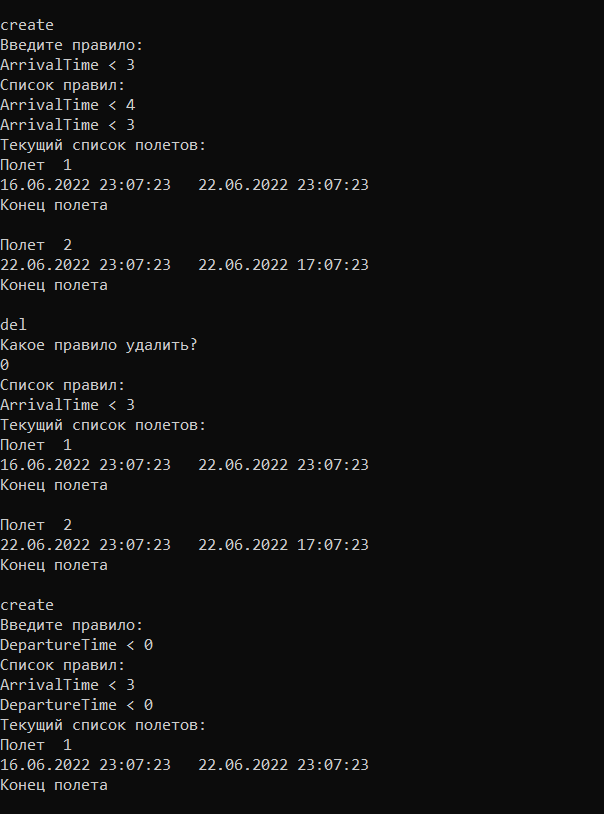 create
Введите правило:
ArrivalTime < 3
Список правил:
ArrivalTime < 4
ArrivalTime < 3
Текущий список полетов:
Полет  1
16.06.2022 23:07:23   22.06.2022 23:07:23
Конец полета

Полет  2
22.06.2022 23:07:23   22.06.2022 17:07:23
Конец полета

del
Какое правило удалить?
0
Список правил:
ArrivalTime < 3
Текущий список полетов:
Полет  1
16.06.2022 23:07:23   22.06.2022 23:07:23
Конец полета

Полет  2
22.06.2022 23:07:23   22.06.2022 17:07:23
Конец полета

create
Введите правило:
DepartureTime < 0
Список правил:
ArrivalTime < 3
DepartureTime < 0
Текущий список полетов:
Полет  1
16.06.2022 23:07:23   22.06.2022 23:07:23
Конец полета